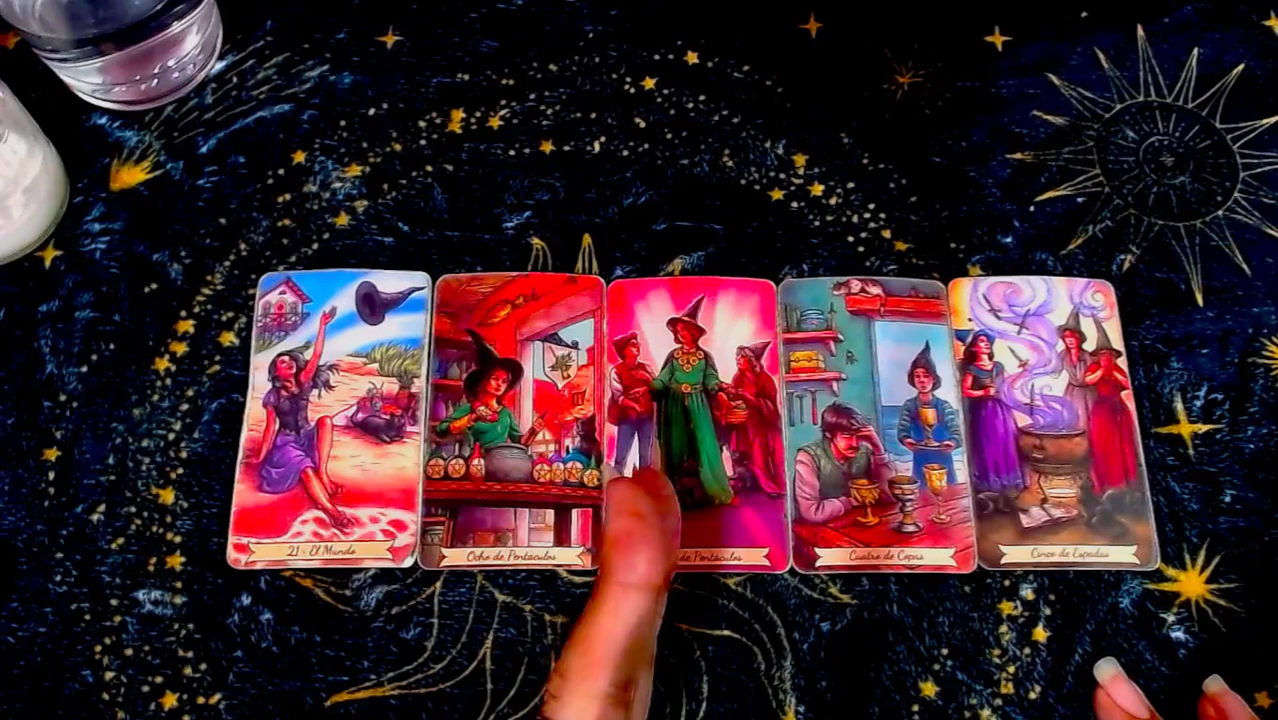 21 - El Mundo
Ocho de Pentáculos
de Pentáculos
Cuatro de Copas
Cinco de Espadas